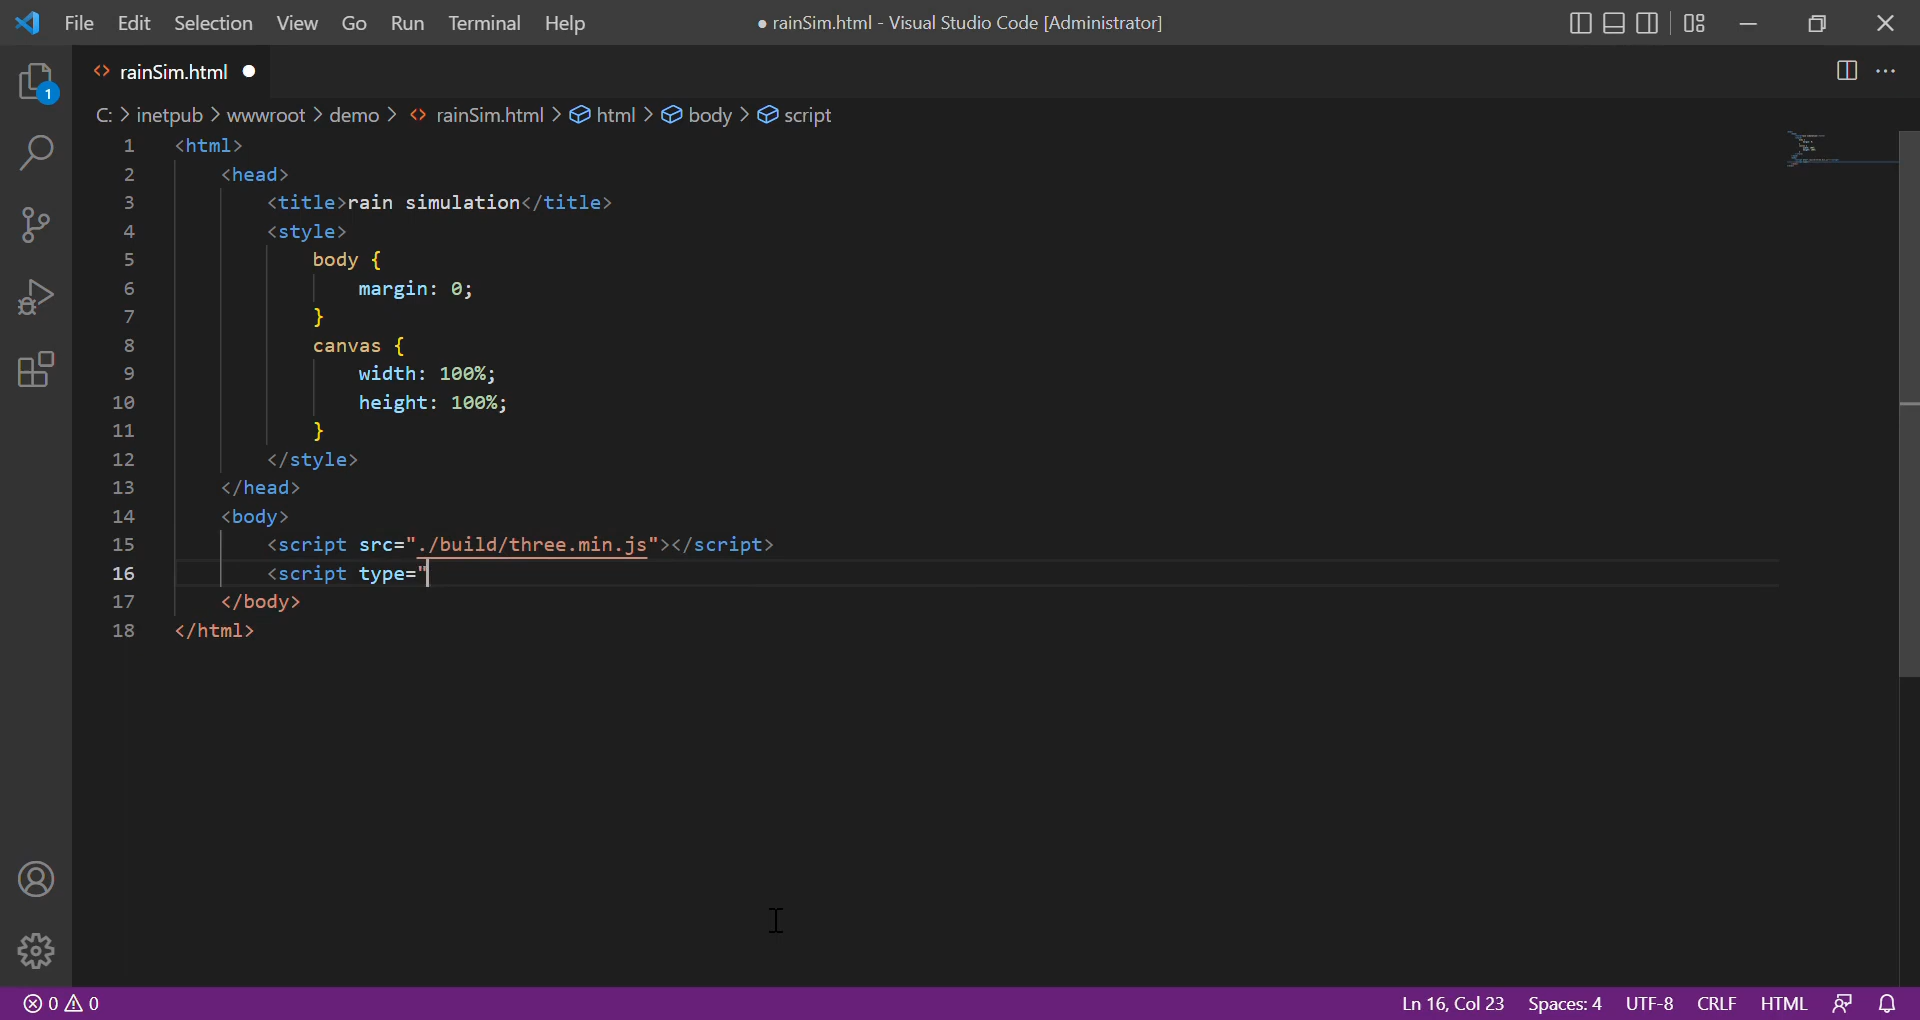 File Edit Selection View Go Run Terminal Help
● rainSim.html - Visual Studio Code [Administrator]
<> rainSim.html ●
1
C: > inetpub > wwwroot > demo > <> rainSim.html > html > body > script
1 <html>
2     <head>
3         <title>rain simulation</title>
4         <style>
5             body {
6                 margin: 0;
7             }
8             canvas {
9                 width: 100%;
10                 height: 100%;
11             }
12         </style>
13     </head>
14     <body>
15         <script src="./build/three.min.js"></script>
16         <script type="
17     </body>
18 </html>
0 0
Ln 16, Col 23 Spaces: 4 UTF-8 CRLF HTML